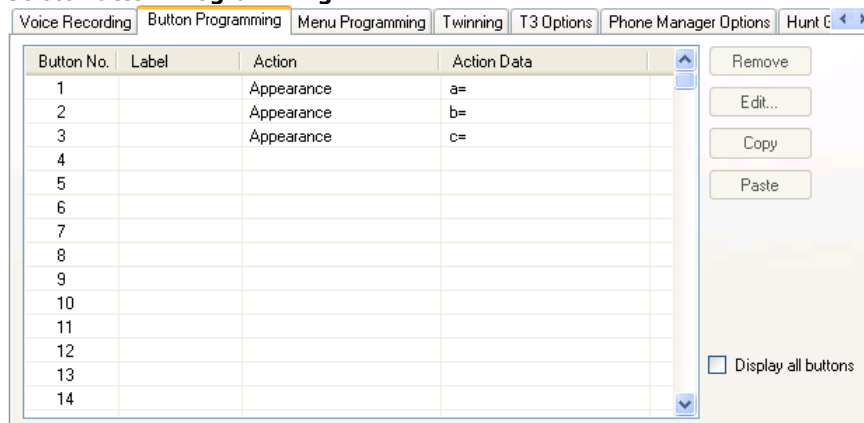 Voice Recording Button Programming Menu Programming Twinning T3 Options Phone Manager Options Hunt G
Button No. Label Action Action Data
Remove
1 Appearance a=
2 Appearance b=
Edit...
3 Appearance c=
Copy
4
5
Paste
6
7
8
9
10
11
12
Display all buttons
13
14